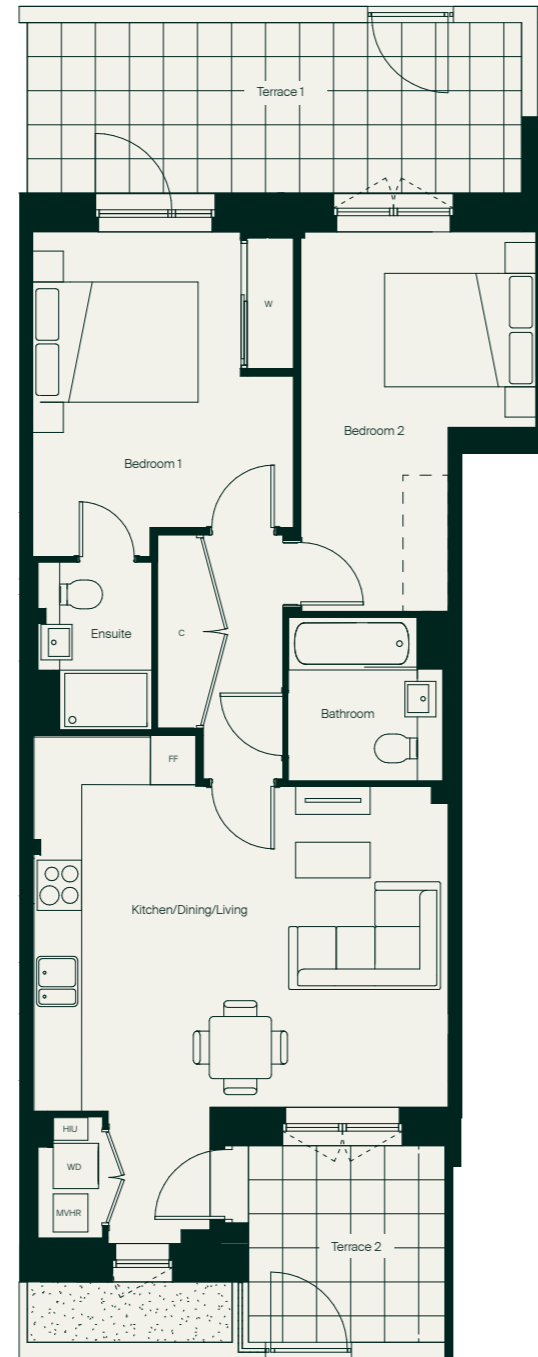 Terrace 1
W
Bedroom 2
Bedroom 1
Ensuite
C
Bathroom
FF
Kitchen/Dining/Living
HIU
WD
MVHR
Terrace 2